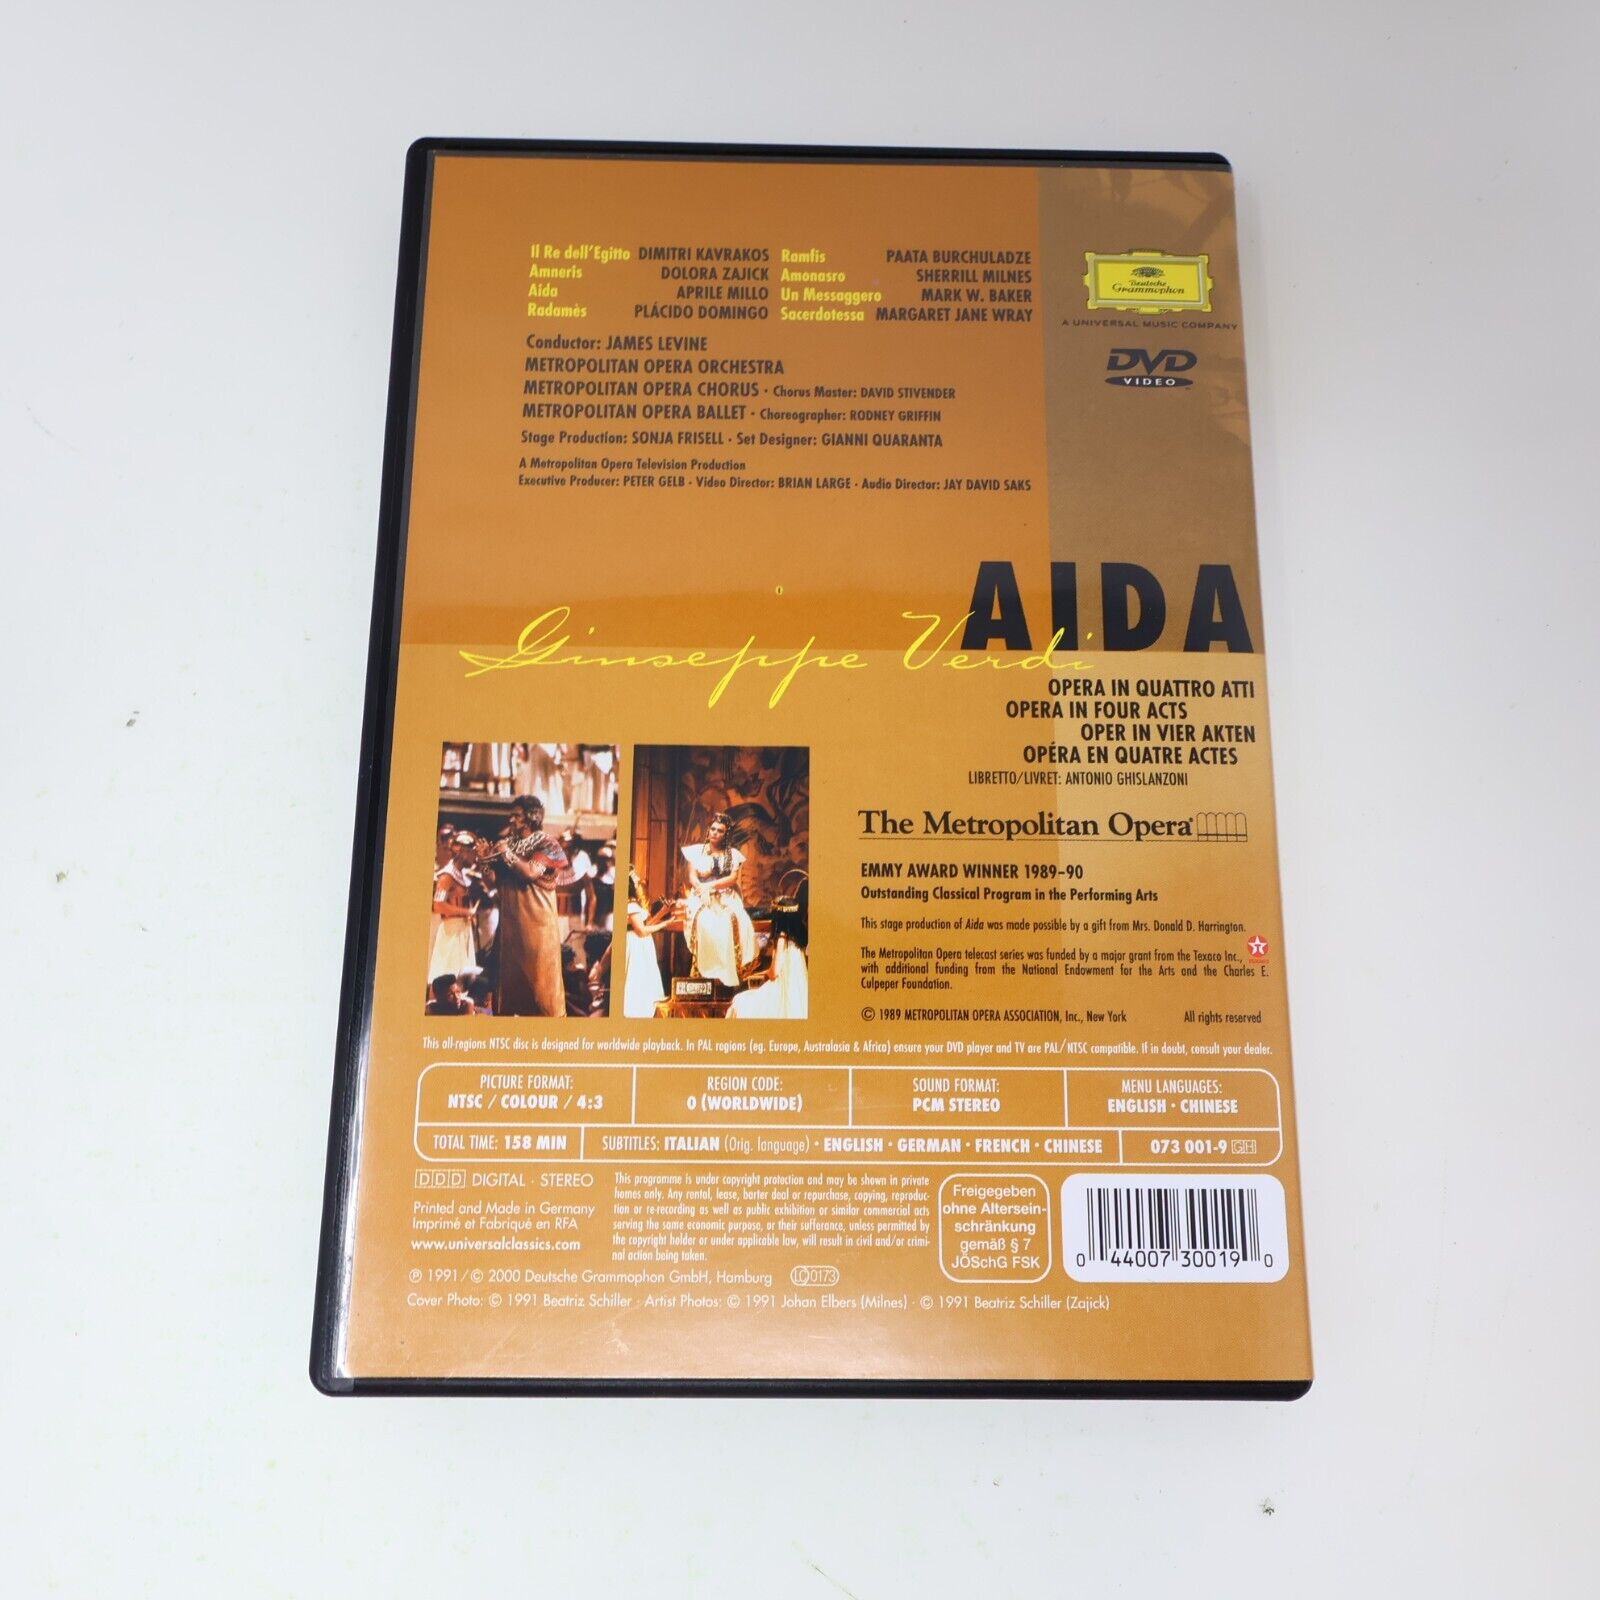 Il Re dell'Egitto DIMITRI KAVRAKOS Ramfis PAATA BURCHULADZE
Amneris DOLORA ZAJICK Amonasro SHERRILL MILNES
Aida APRILE MILLO Un Messaggero MARK W. BAKER
Radamès PLÁCIDO DOMINGO Sacerdotessa MARGARET JANE WRAY
Conductor: JAMES LEVINE
METROPOLITAN OPERA ORCHESTRA
METROPOLITAN OPERA CHORUS · Chorus Master: DAVID STIVENDER
METROPOLITAN OPERA BALLET · Choreographer: RODNEY GRIFFIN
Stage Production: SONJA FRISELL · Set Designer: GIANNI QUARANTA
A Metropolitan Opera Television Production
Executive Producer: PETER GELB · Video Director: BRIAN LARGE · Audio Director: JAY DAVID SAKS
Deutsche
Grammophon
A UNIVERSAL MUSIC COMPANY
DVD
VIDEO
AIDA
Giuseppe Verdi
OPERA IN QUATTRO ATTI
OPERA IN FOUR ACTS
OPER IN VIER AKTEN
OPÉRA EN QUATRE ACTES
LIBRETTO/LIVRET: ANTONIO GHISLANZONI
The Metropolitan Opera
EMMY AWARD WINNER 1989-90
Outstanding Classical Program in the Performing Arts
This stage production of Aida was made possible by a gift from Mrs. Donald D. Harrington.
The Metropolitan Opera telecast series was funded by a major grant from the Texaco Inc.,
with additional funding from the National Endowment for the Arts and the Charles E.
Culpeper Foundation.
© 1989 METROPOLITAN OPERA ASSOCIATION, Inc., New York All rights reserved
This all-regions NTSC disc is designed for worldwide playback. In PAL regions (eg. Europe, Australasia & Africa) ensure your DVD player and TV are PAL/NTSC compatible. If in doubt, consult your dealer.
PICTURE FORMAT:
NTSC / COLOUR / 4:3
REGION CODE:
0 (WORLDWIDE)
SOUND FORMAT:
PCM STEREO
MENU LANGUAGES:
ENGLISH · CHINESE
TOTAL TIME: 158 MIN
SUBTITLES: ITALIAN (Orig. language) · ENGLISH · GERMAN · FRENCH · CHINESE
073 001-9 GH
DDD DIGITAL · STEREO
Printed and Made in Germany
Imprimé et Fabriqué en RFA
www.universalclassics.com
This programme is under copyright protection and may be shown in private
homes only. Any rental, lease, barter deal or repurchase, copying, reproduc-
tion or re-recording as well as public exhibition or similar commercial acts
serving the same economic purpose, or their sufferance, unless permitted by
the copyright holder or under applicable law, will result in civil and/or crimi-
nal action being taken.
Freigegeben
ohne Alterseins-
chränkung
gemäß § 7
JÖSchG FSK
0 44007 30019 0
℗ 1991/© 2000 Deutsche Grammophon GmbH, Hamburg LC 0173
Cover Photo: © 1991 Beatriz Schiller · Artist Photos: © 1991 Johan Elbers (Milnes) · © 1991 Beatriz Schiller (Zajick)